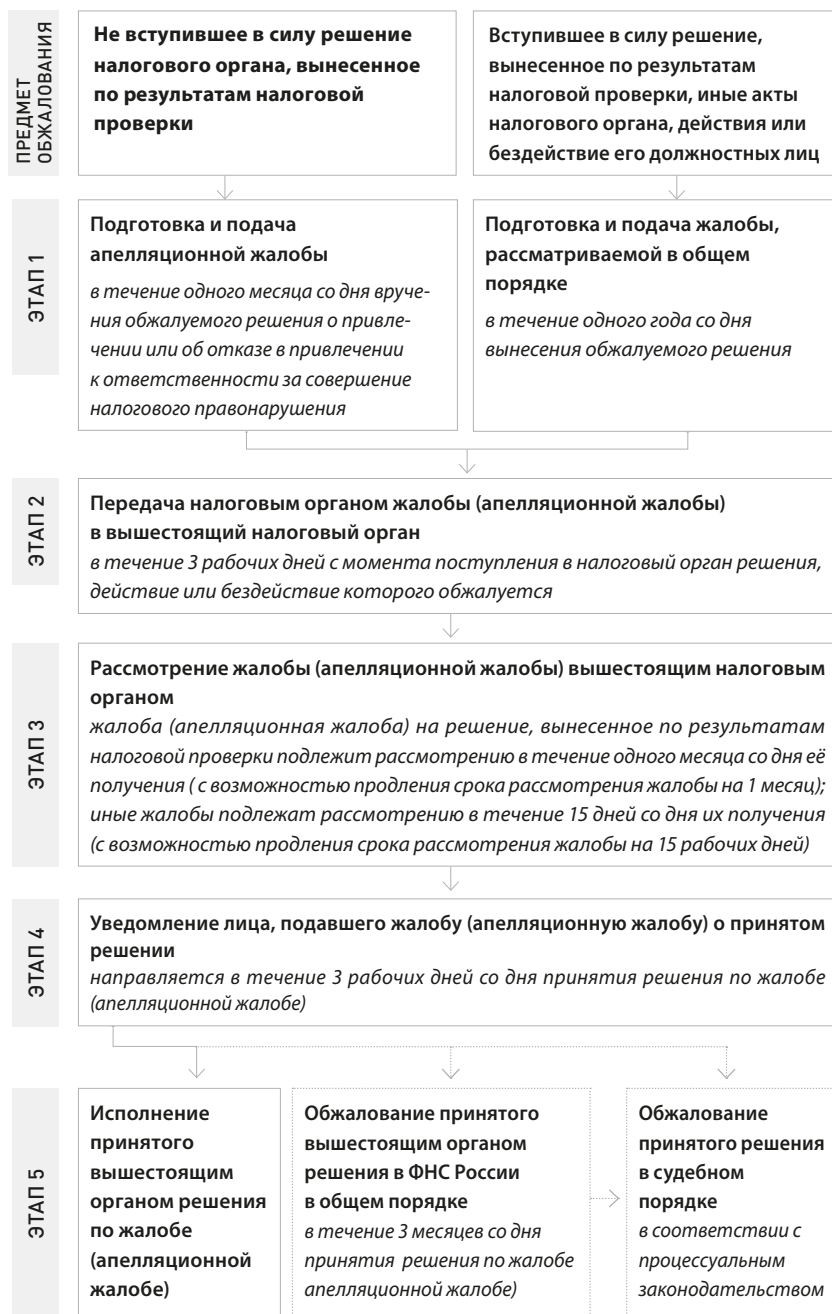 ПРЕДМЕТ
ОБЖАЛОВАНИЯ
Не вступившее в силу решение
налогового органа, вынесенное
по результатам налоговой
проверки
Вступившее в силу решение,
вынесенное по результатам
налоговой проверки, иные акты
налогового органа, действия или
бездействие его должностных лиц
ЭТАП 1
Подготовка и подача
апелляционной жалобы
в течение одного месяца со дня вруче-
ния обжалуемого решения о привле-
чении или об отказе в привлечении
к ответственности за совершение
налогового правонарушения
Подготовка и подача жалобы,
рассматриваемой в общем
порядке
в течение одного года со дня
вынесения обжалуемого решения
ЭТАП 2
Передача налоговым органом жалобы (апелляционной жалобы)
в вышестоящий налоговый орган
в течение 3 рабочих дней с момента поступления в налоговый орган решения,
действие или бездействие которого обжалуется
ЭТАП 3
Рассмотрение жалобы (апелляционной жалобы) вышестоящим налоговым
органом
жалоба (апелляционная жалоба) на решение, вынесенное по результатам
налоговой проверки подлежит рассмотрению в течение одного месяца со дня её
получения ( с возможностью продления срока рассмотрения жалобы на 1 месяц);
иные жалобы подлежат рассмотрению в течение 15 дней со дня их получения
(с возможностью продления срока рассмотрения жалобы на 15 рабочих дней)
ЭТАП 4
Уведомление лица, подавшего жалобу (апелляционную жалобу) о принятом
решении
направляется в течение 3 рабочих дней со дня принятия решения по жалобе
(апелляционной жалобе)
ЭТАП 5
Исполнение
принятого
вышестоящим
органом решения
по жалобе
(апелляционной
жалобе)
Обжалование принятого
вышестоящим органом
решения в ФНС России
в общем порядке
в течение 3 месяцев со дня
принятия решения по жалобе
апелляционной жалобе)
Обжалование
принятого решения
в судебном
порядке
в соответствии с
процессуальным
законодательством